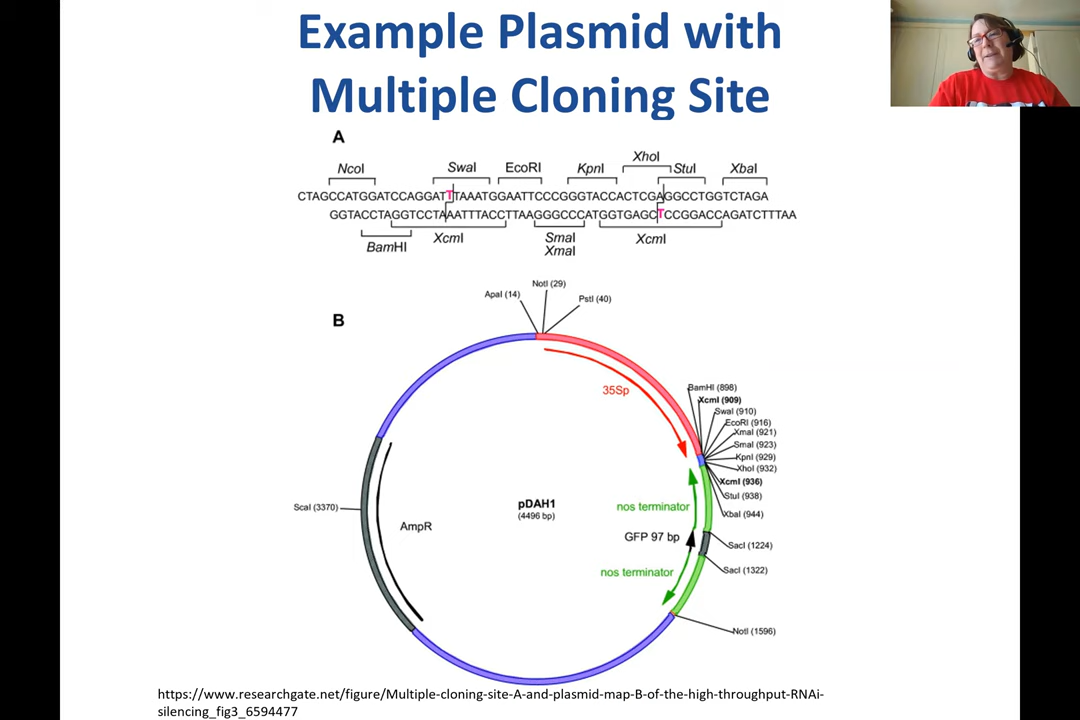 Example Plasmid with
Multiple Cloning Site
A
NcoI SwaI EcoRI KpnI XhoI StuI XbaI
CTAGCCATGGATCCAGGATTTAAATGGAATTCCCGGGTACCACTCGAGGCCTGGTCTAGA
GGTACCTAGGTCCTAAATTTACCTTAAGGGCCCATGGTGAGCTCCGGACCAGATCTTTAA
BamHI XcmI SmaI XcmI
XmaI
B
ApaI (14)
NotI (29)
PstI (40)
35Sp
BamHI (898)
XcmI (909)
SwaI (910)
EcoRI (916)
XmaI (921)
SmaI (923)
KpnI (929)
XhoI (932)
XcmI (936)
StuI (938)
XbaI (944)
ScaI (3370)
AmpR
pDAH1
(4496 bp)
nos terminator
GFP 97 bp
nos terminator
SacI (1224)
SacI (1322)
NotI (1596)
https://www.researchgate.net/figure/Multiple-cloning-site-A-and-plasmid-map-B-of-the-high-throughput-RNAi-
silencing_fig3_6594477